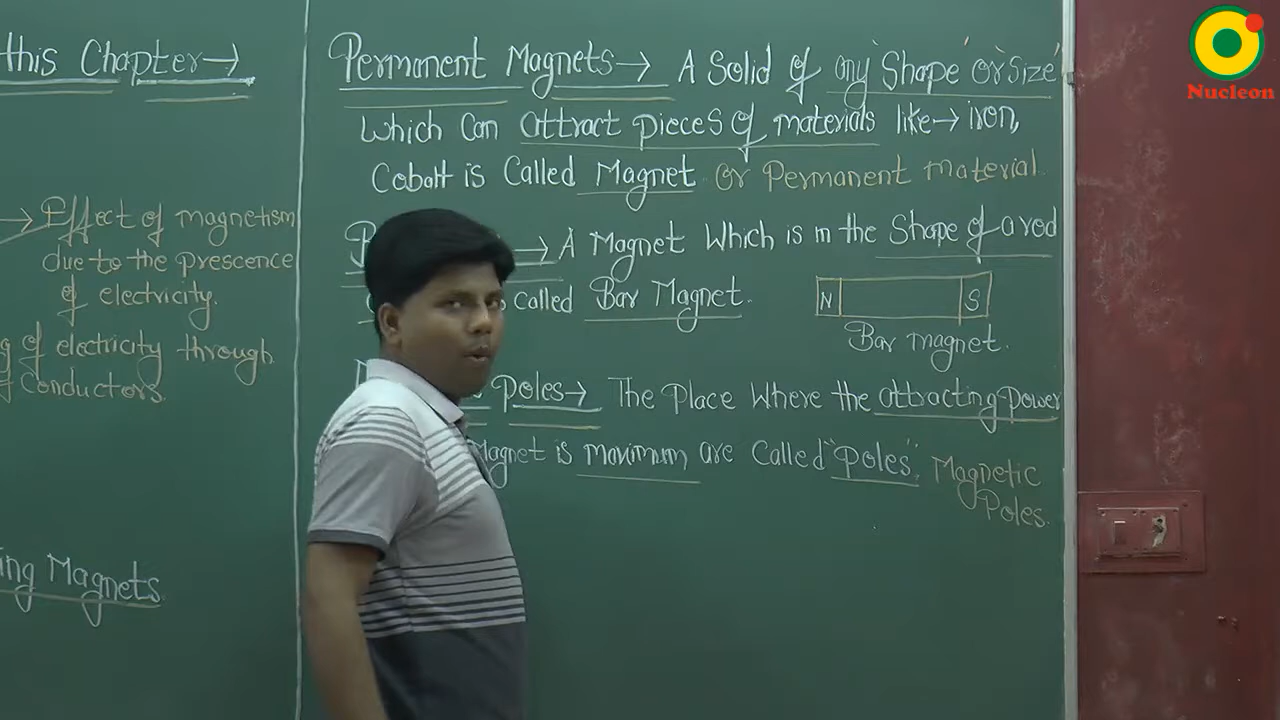 this Chapter→
→ Effect of magnetism
due to the prescence
of electricity.
of electricity through
Conductors.
ing Magnets
Permanent Magnets→ A Solid of any "Shape" or "Size"
Which Can attract pieces of materials like→ iron,
Cobalt is Called Magnet or Permanent Material.
→ A Magnet Which is in the Shape of a rod
called Bar Magnet.
N S
Bar magnet.
Poles→ The Place Where the attracting power
Magnet is maximum are Called "Poles". Magnetic
Poles.
Nucleon